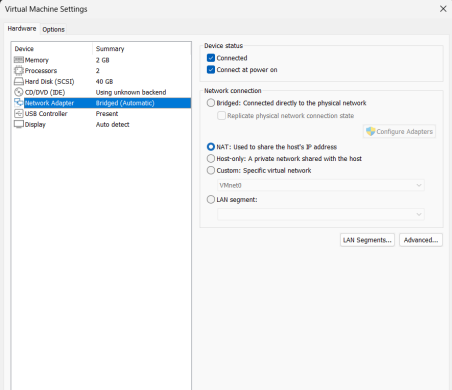 Virtual Machine Settings
Hardware Options
Device Summary
Memory 2 GB
Processors 2
Hard Disk (SCSI) 40 GB
CD/DVD (IDE) Using unknown backend
Network Adapter Bridged (Automatic)
USB Controller Present
Display Auto detect
Device status
Connected
Connect at power on
Network connection
Bridged: Connected directly to the physical network
Replicate physical network connection state
Configure Adapters
NAT: Used to share the host's IP address
Host-only: A private network shared with the host
Custom: Specific virtual network
VMnet0
LAN segment:
LAN Segments... Advanced...